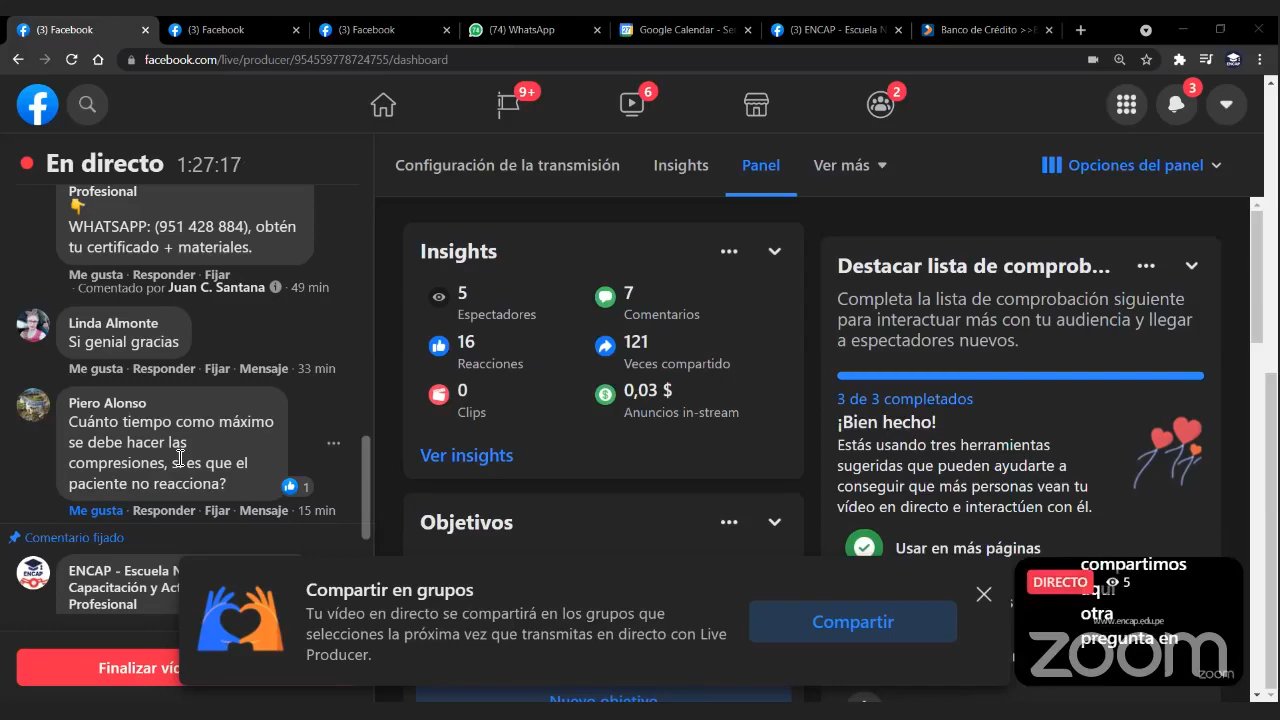 (3) Facebook
(3) Facebook
(3) Facebook
(74) WhatsApp
Google Calendar - Se
(3) ENCAP - Escuela N
Banco de Crédito >>
facebook.com/live/producer/954559778724755/dashboard
9+
6
2
3
En directo 1:27:17
Configuración de la transmisión
Insights
Panel
Ver más
Opciones del panel
Profesional
👇
WHATSAPP: (951 428 884), obtén
tu certificado + materiales.
Me gusta · Responder · Fijar
· Comentado por Juan C. Santana · 49 min
Linda Almonte
Si genial gracias
Me gusta · Responder · Fijar · Mensaje · 33 min
Piero Alonso
Cuánto tiempo como máximo
se debe hacer las
compresiones, si es que el
paciente no reacciona?
1
Me gusta · Responder · Fijar · Mensaje · 15 min
Comentario fijado
ENCAP - Escuela N
Capacitación y Act
Profesional
Finalizar víd
Insights
5
Espectadores
7
Comentarios
16
Reacciones
121
Veces compartido
0
Clips
0,03 $
Anuncios in-stream
Ver insights
Objetivos
Nuevo objetivo
Destacar lista de comprob...
Completa la lista de comprobación siguiente
para interactuar más con tu audiencia y llegar
a espectadores nuevos.
3 de 3 completados
¡Bien hecho!
Estás usando tres herramientas
sugeridas que pueden ayudarte a
conseguir que más personas vean tu
vídeo en directo e interactúen con él.
Usar en más páginas
Compartir en grupos
Tu vídeo en directo se compartirá en los grupos que
selecciones la próxima vez que transmitas en directo con Live
Producer.
Compartir
DIRECTO
5
compartimos
aquí
otra
www.encap.edu.pe
pregunta en
zoom
zoom